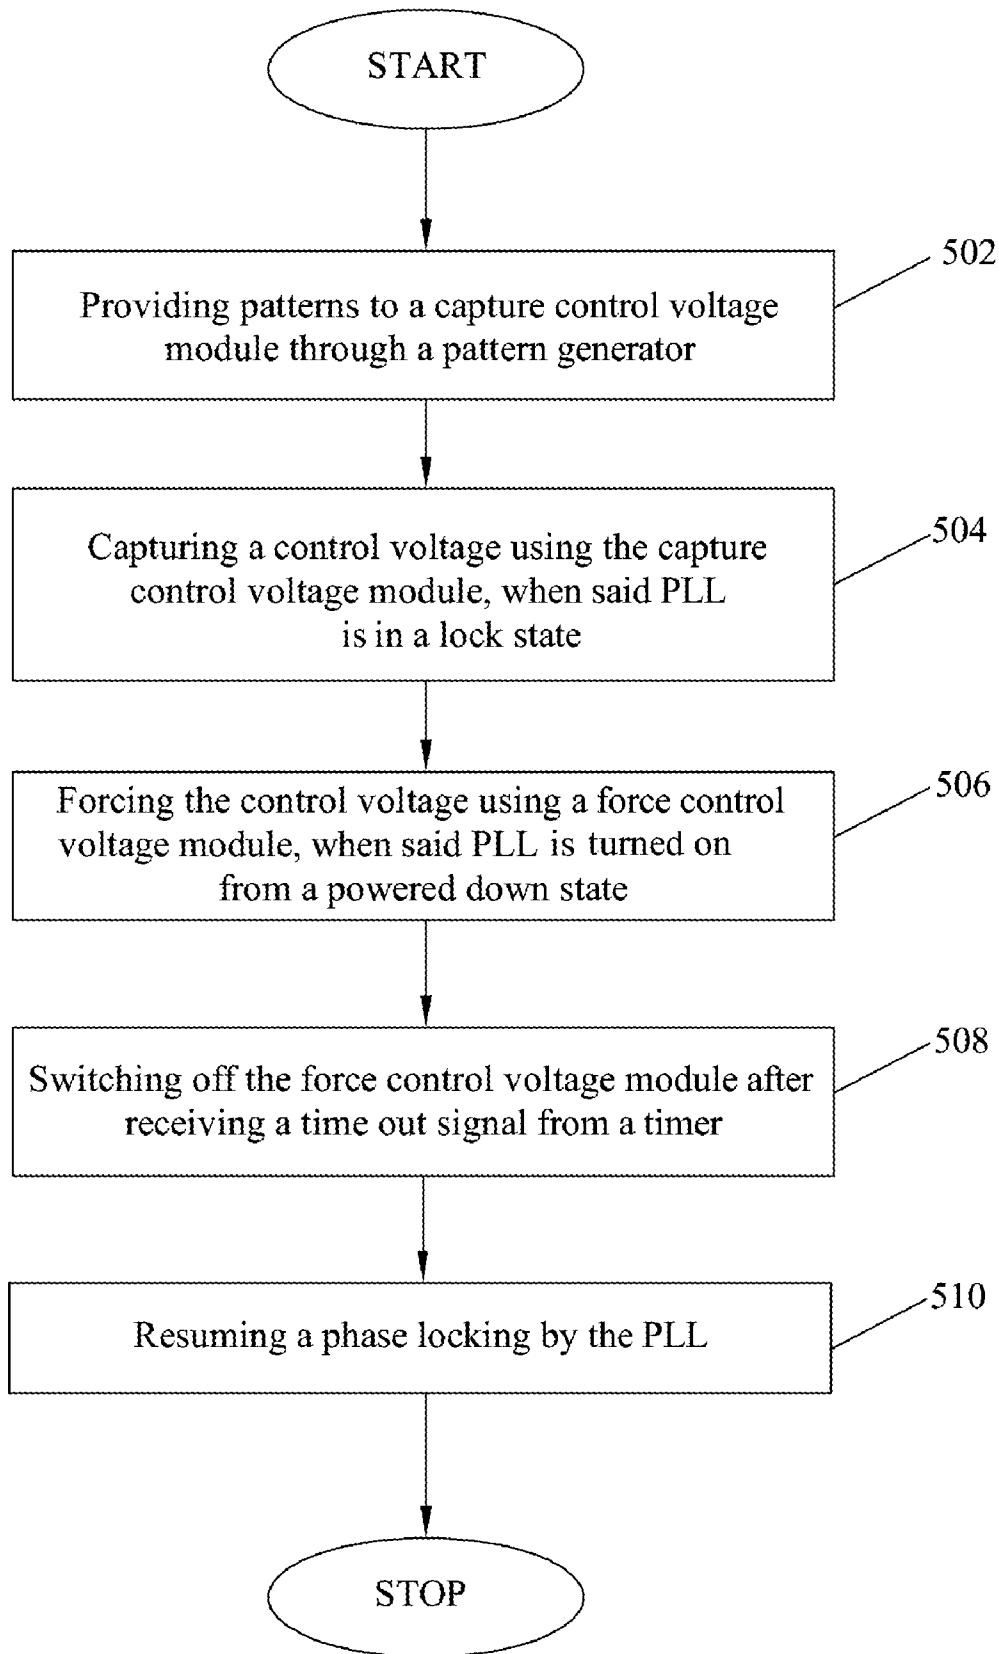 START
502
Providing patterns to a capture control voltage
module through a pattern generator
504
Capturing a control voltage using the capture
control voltage module, when said PLL
is in a lock state
506
Forcing the control voltage using a force control
voltage module, when said PLL is turned on
from a powered down state
508
Switching off the force control voltage module after
receiving a time out signal from a timer
510
Resuming a phase locking by the PLL
STOP